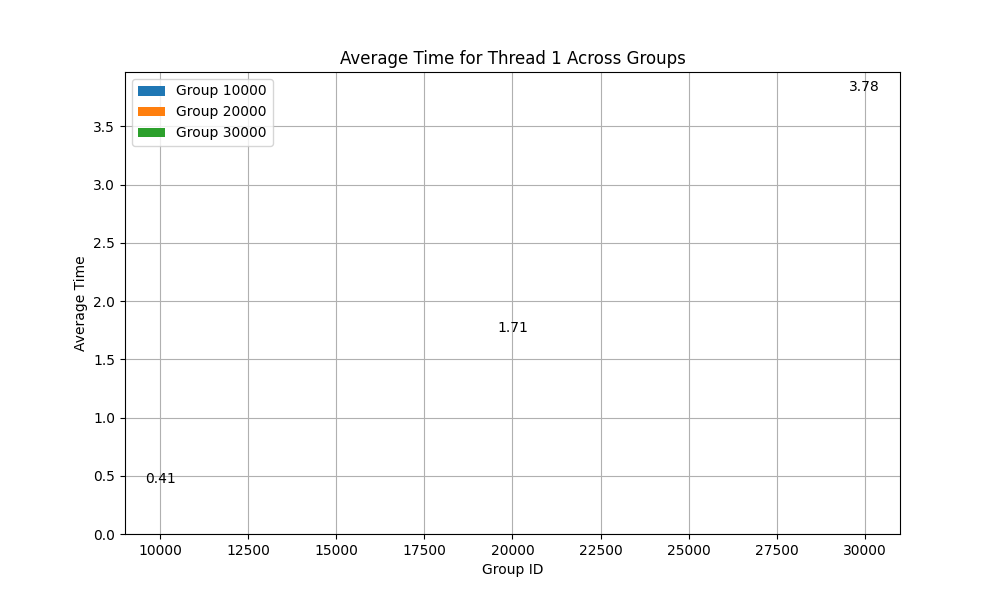 Average Time for Thread 1 Across Groups
Group 10000
Group 20000
Group 30000
3.78
1.71
0.41
Average Time
3.5
3.0
2.5
2.0
1.5
1.0
0.5
0.0
10000 12500 15000 17500 20000 22500 25000 27500 30000
Group ID